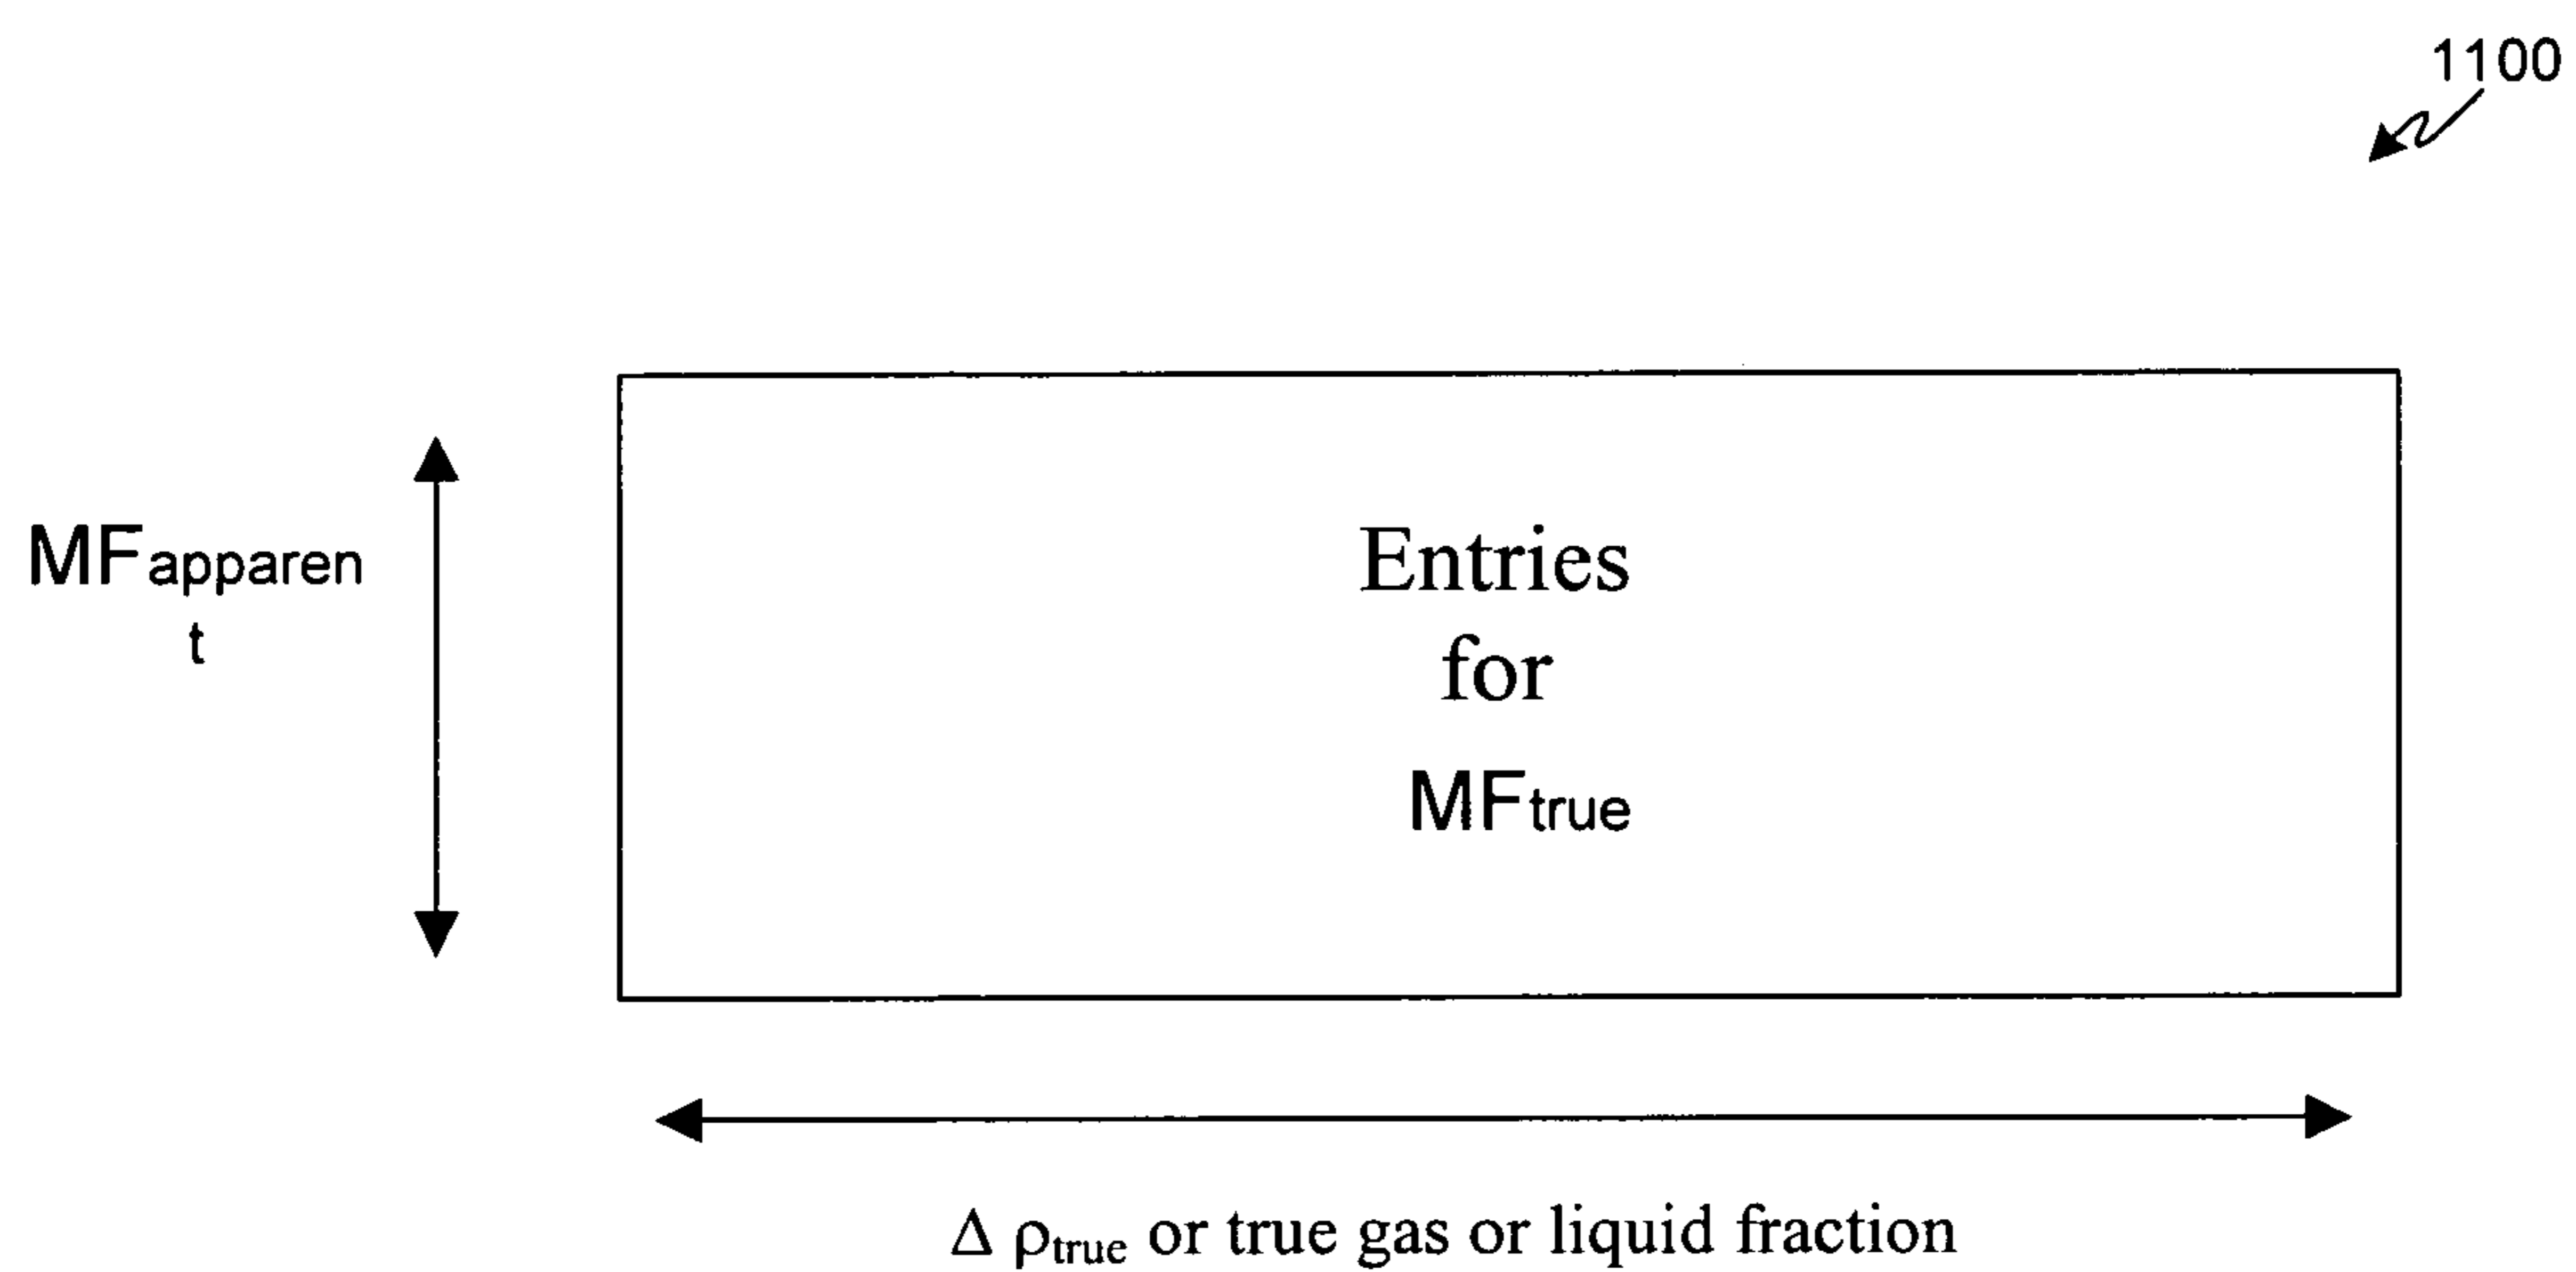 1100
MFapparen
t
Entries
for
MFtrue
Δ ρtrue or true gas or liquid fraction